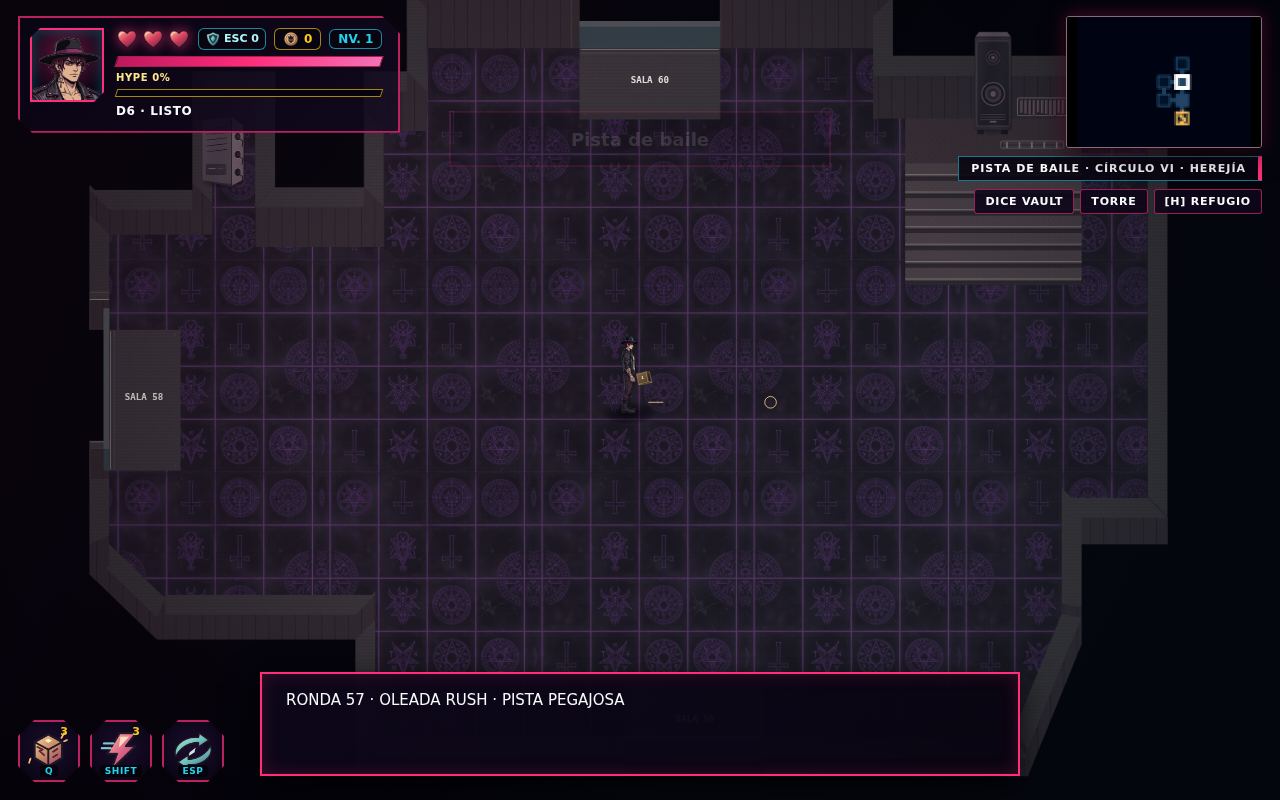 ESC 0
0
NV. 1
HYPE 0%
D6 · LISTO
SALA 60
Pista de baile
PISTA DE BAILE · CÍRCULO VI · HEREJÍA
DICE VAULT
TORRE
[H] REFUGIO
SALA 58
RONDA 57 · OLEADA RUSH · PISTA PEGAJOSA
3
Q
3
SHIFT
ESP